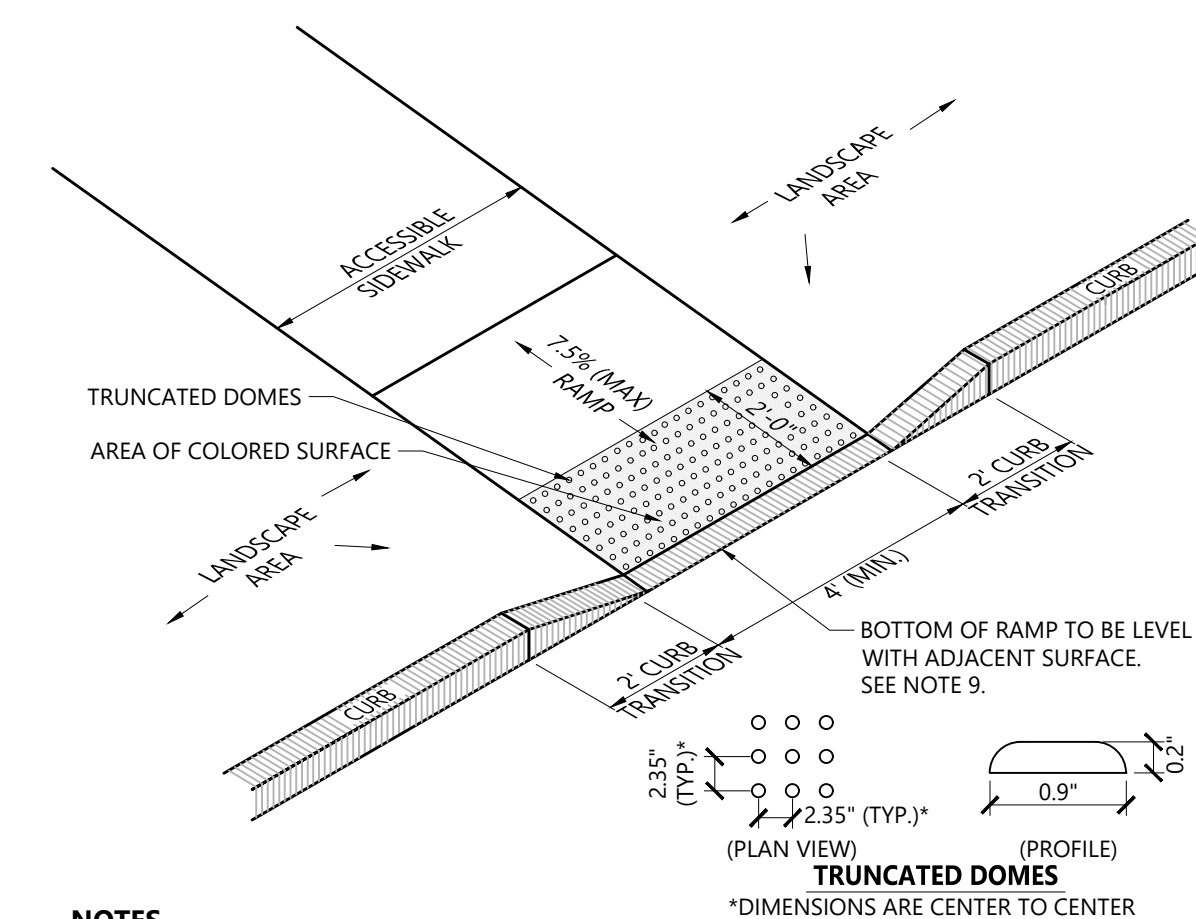 LANDSCAPE
AREA
ACCESSIBLE
SIDEWALK
CURB
7.5% (MAX)
RAMP
TRUNCATED DOMES
2'-0"
AREA OF COLORED SURFACE
2' CURB
TRANSITION
LANDSCAPE
AREA
4' (MIN.)
BOTTOM OF RAMP TO BE LEVEL
WITH ADJACENT SURFACE.
SEE NOTE 9.
2' CURB
TRANSITION
CURB
2.35"
(TYP.)*
2.35" (TYP.)*
0.2"
0.9"
(PLAN VIEW)
(PROFILE)
TRUNCATED DOMES
*DIMENSIONS ARE CENTER TO CENTER
NOTES